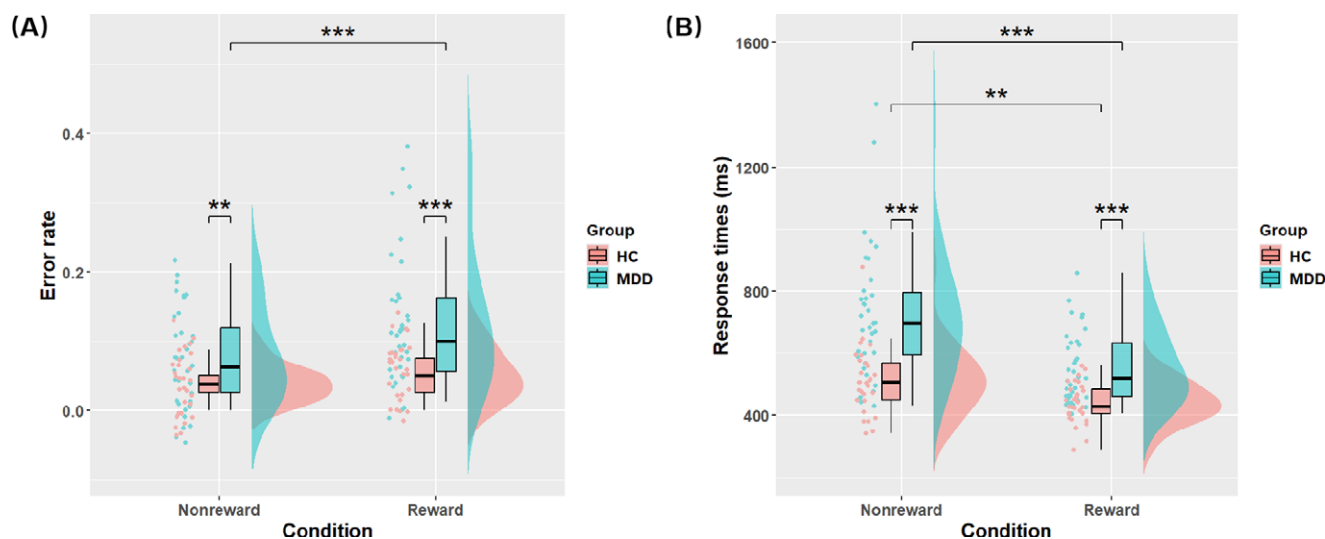 (A)
***
0.4
**
***
0.2
0.0
Error rate
Nonreward
Reward
Condition
Group
HC
MDD
(B)
1600
***
**
1200
***
***
800
400
Response times (ms)
Nonreward
Reward
Condition
Group
HC
MDD